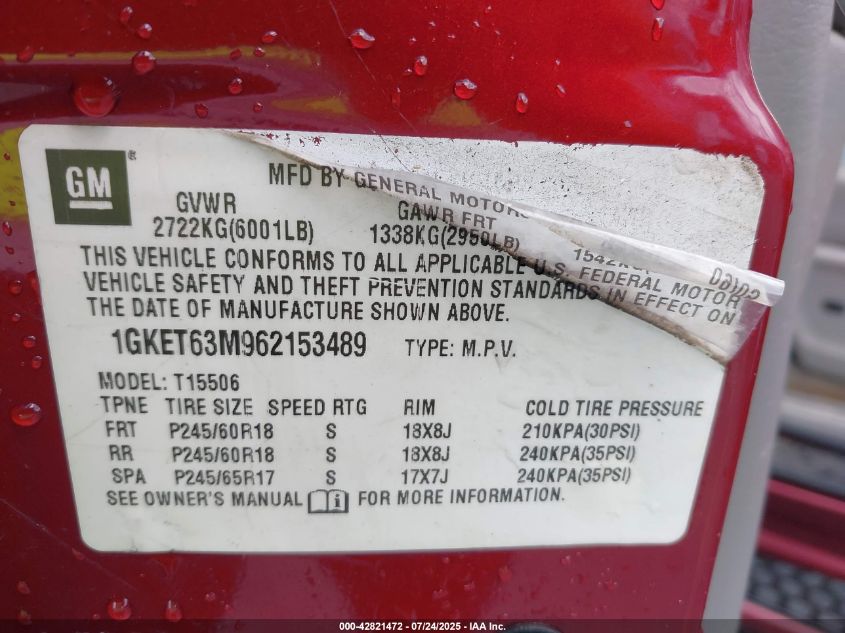 GM ®
MFD BY GENERAL MOTORS
GVWR GAWR FRT
2722KG(6001LB) 1338KG(2950LB)
THIS VEHICLE CONFORMS TO ALL APPLICABLE U.S. FEDERAL MOTOR
VEHICLE SAFETY AND THEFT PREVENTION STANDARDS IN EFFECT ON
THE DATE OF MANUFACTURE SHOWN ABOVE.
1GKET63M962153489 TYPE: M.P.V.
MODEL: T15506
TPNE TIRE SIZE SPEED RTG RIM COLD TIRE PRESSURE
FRT P245/60R18 S 18X8J 210KPA(30PSI)
RR P245/60R18 S 18X8J 240KPA(35PSI)
SPA P245/65R17 S 17X7J 240KPA(35PSI)
SEE OWNER'S MANUAL FOR MORE INFORMATION.
000-42821472 - 07/24/2025 - IAA Inc.